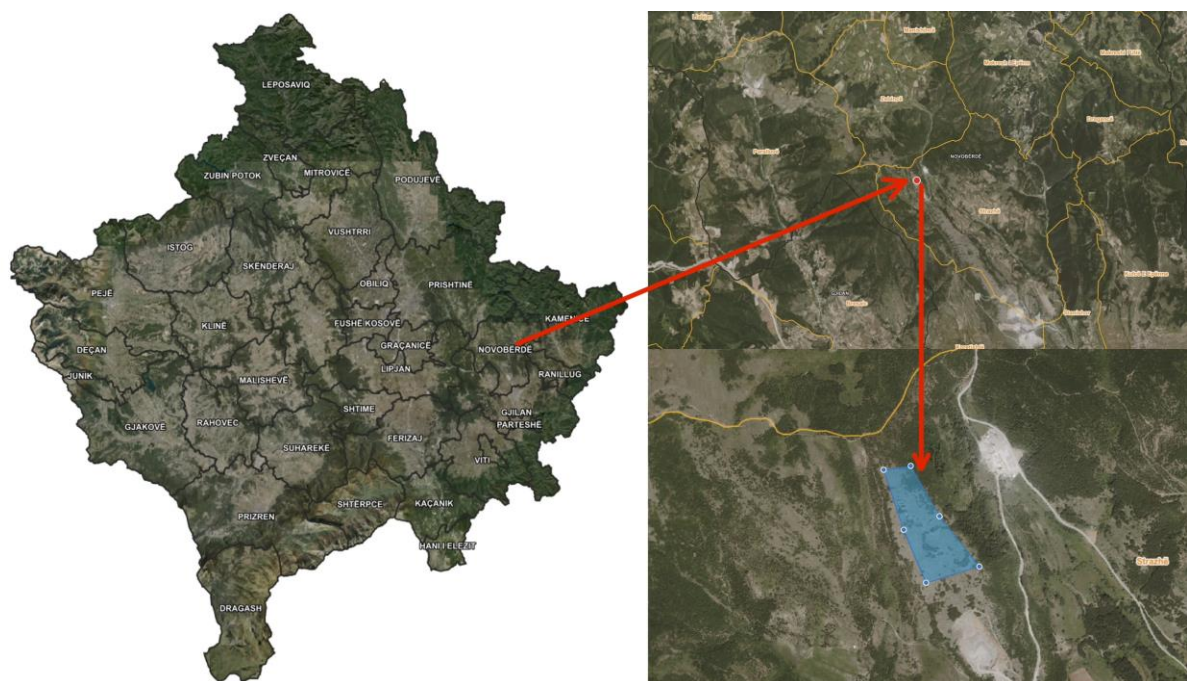 LEPOSAVIQ
ZVEÇAN
ZUBIN POTOK
MITROVICË
PODUJEVË
VUSHTRRI
ISTOG
SKENDERAJ
PEJË
OBILIQ
PRISHTINË
KAMENICË
KLINË
FUSHË KOSOVË
GRAÇANICË
NOVOBËRDË
DEÇAN
LIPJAN
RANILLUG
JUNIK
MALISHEVË
SHTIME
GJILAN
PARTESHË
GJAKOVË
RAHOVEC
SUHAREKË
FERIZAJ
VITI
SHTËRPCE
KAÇANIK
PRIZREN
HANI I ELEZIT
DRAGASH
NOVOBËRDË
GJILAN
Strazhë